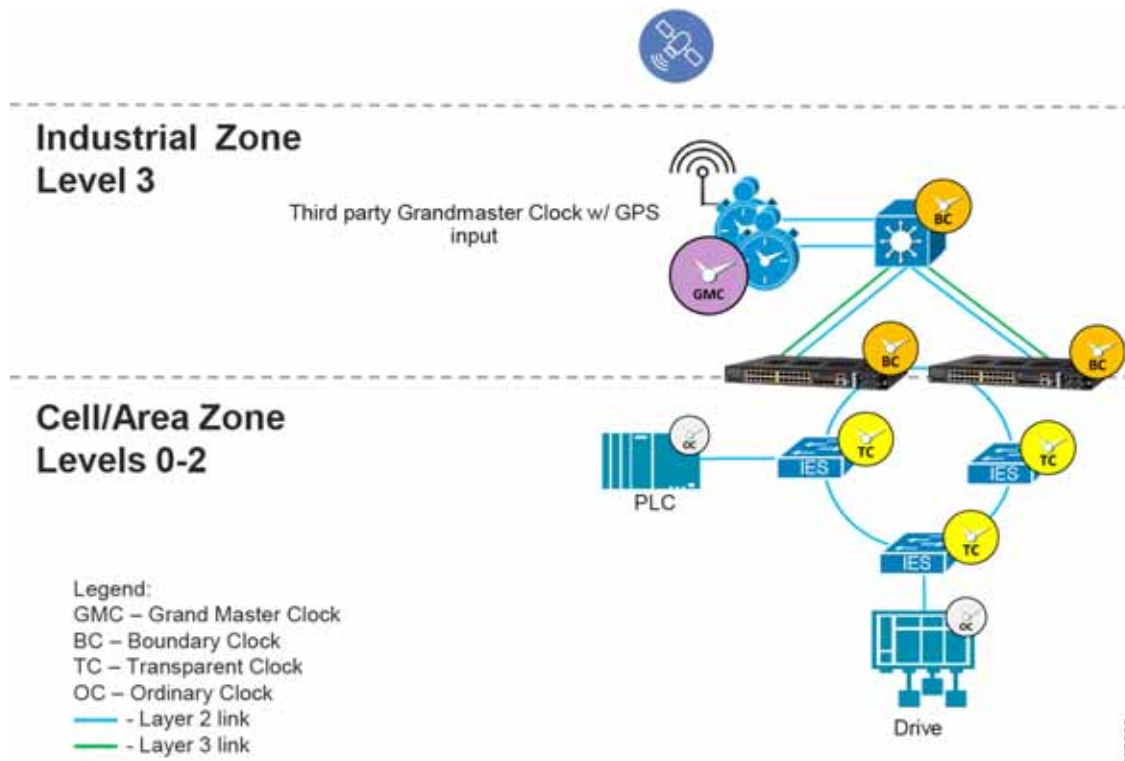 Industrial Zone
Level 3
Third party Grandmaster Clock w/ GPS
input
BC
GMC
BC
BC
Cell/Area Zone
Levels 0-2
OC
TC
IES
TC
IES
PLC
TC
IES
OC
Drive
Legend:
GMC – Grand Master Clock
BC – Boundary Clock
TC – Transparent Clock
OC – Ordinary Clock
- Layer 2 link
- Layer 3 link